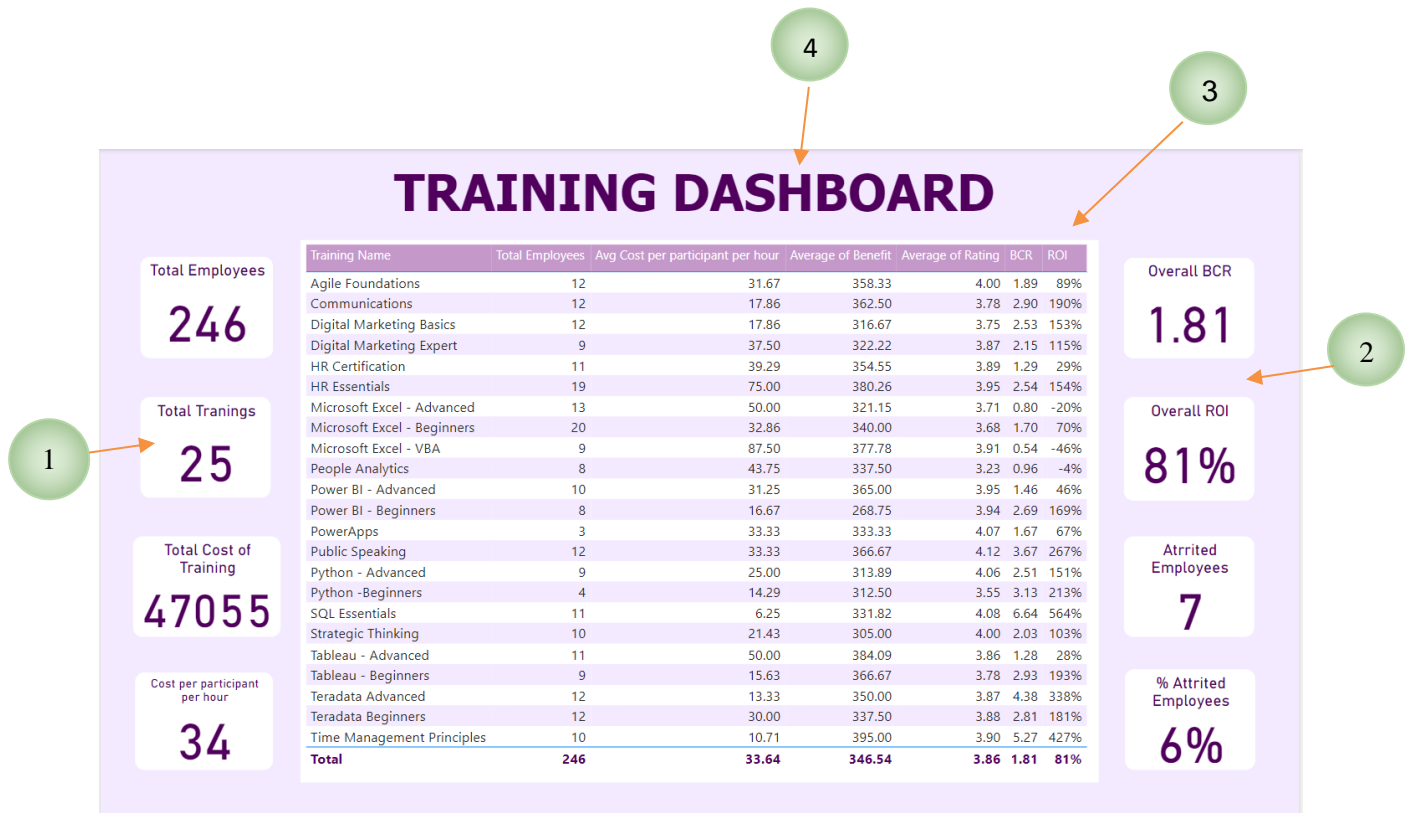 4
3
TRAINING DASHBOARD
Total Employees
246
Total Tranings
25
1
Total Cost of
Training
47055
Cost per participant
per hour
34
Training Name Total Employees Avg Cost per participant per hour Average of Benefit Average of Rating BCR ROI
Agile Foundations 12 31.67 358.33 4.00 1.89 89%
Communications 12 17.86 362.50 3.78 2.90 190%
Digital Marketing Basics 12 17.86 316.67 3.75 2.53 153%
Digital Marketing Expert 9 37.50 322.22 3.87 2.15 115%
HR Certification 11 39.29 354.55 3.89 1.29 29%
HR Essentials 19 75.00 380.26 3.95 2.54 154%
Microsoft Excel - Advanced 13 50.00 321.15 3.71 0.80 -20%
Microsoft Excel - Beginners 20 32.86 340.00 3.68 1.70 70%
Microsoft Excel - VBA 9 87.50 377.78 3.91 0.54 -46%
People Analytics 8 43.75 337.50 3.23 0.96 -4%
Power BI - Advanced 10 31.25 365.00 3.95 1.46 46%
Power BI - Beginners 8 16.67 268.75 3.94 2.69 169%
PowerApps 3 33.33 333.33 4.07 1.67 67%
Public Speaking 12 33.33 366.67 4.12 3.67 267%
Python - Advanced 9 25.00 313.89 4.06 2.51 151%
Python -Beginners 4 14.29 312.50 3.55 3.13 213%
SQL Essentials 11 6.25 331.82 4.08 6.64 564%
Strategic Thinking 10 21.43 305.00 4.00 2.03 103%
Tableau - Advanced 11 50.00 384.09 3.86 1.28 28%
Tableau - Beginners 9 15.63 366.67 3.78 2.93 193%
Teradata Advanced 12 13.33 350.00 3.87 4.38 338%
Teradata Beginners 12 30.00 337.50 3.88 2.81 181%
Time Management Principles 10 10.71 395.00 3.90 5.27 427%
Total 246 33.64 346.54 3.86 1.81 81%
Overall BCR
1.81
2
Overall ROI
81%
Atrrited
Employees
7
% Attrited
Employees
6%